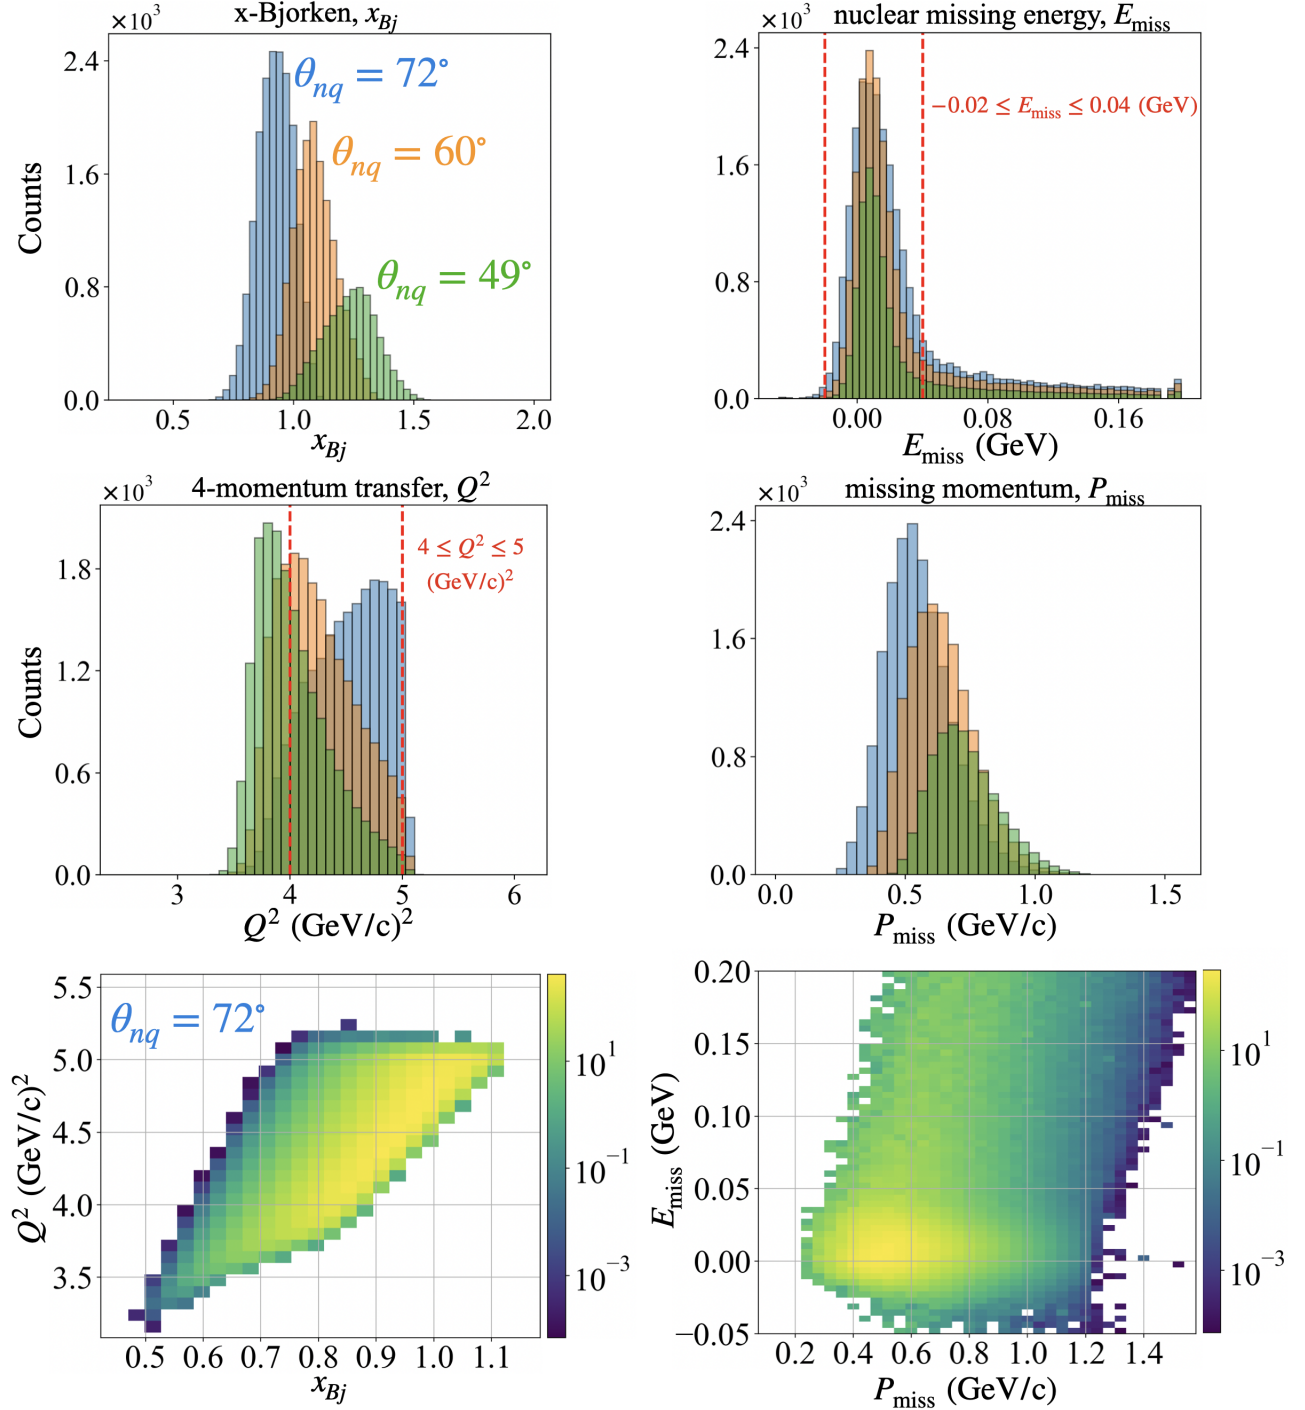 x-Bjorken, x_Bj
×10³
2.4
1.6
0.8
0.0
Counts
θ_nq = 72°
θ_nq = 60°
θ_nq = 49°
0.5 1.0 1.5 2.0
x_Bj
nuclear missing energy, E_miss
×10³
2.4
1.6
0.8
0.0
−0.02 ≤ E_miss ≤ 0.04 (GeV)
0.00 0.08 0.16
E_miss (GeV)
4-momentum transfer, Q²
×10³
1.8
1.2
0.6
0.0
Counts
4 ≤ Q² ≤ 5
(GeV/c)²
3 4 5 6
Q² (GeV/c)²
missing momentum, P_miss
×10³
2.4
1.6
0.8
0.0
0.0 0.5 1.0 1.5
P_miss (GeV/c)
θ_nq = 72°
5.5
5.0
4.5
4.0
3.5
Q² (GeV/c)²
0.5 0.6 0.7 0.8 0.9 1.0 1.1
x_Bj
10¹
10⁻¹
10⁻³
0.20
0.15
0.10
0.05
0.00
−0.05
E_miss (GeV)
0.2 0.4 0.6 0.8 1.0 1.2 1.4
P_miss (GeV/c)
10¹
10⁻¹
10⁻³